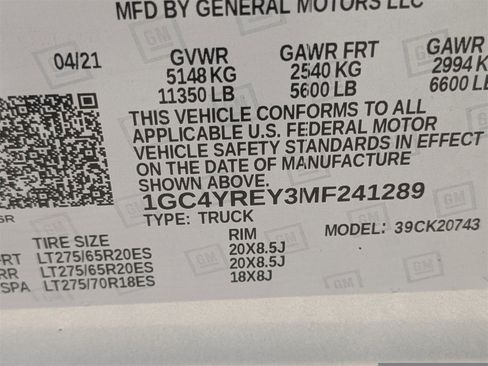 MFD BY GENERAL MOTORS LLC
04/21 GVWR GAWR FRT GAWR
5148 KG 2540 KG 2994 K
11350 LB 5600 LB 6600 LB
THIS VEHICLE CONFORMS TO ALL
APPLICABLE U.S. FEDERAL MOTOR
VEHICLE SAFETY STANDARDS IN EFFECT
ON THE DATE OF MANUFACTURE
SHOWN ABOVE.
1GC4YREY3MF241289
TYPE: TRUCK MODEL: 39CK20743
TIRE SIZE RIM
FRT LT275/65R20ES 20X8.5J
RR LT275/65R20ES 20X8.5J
SPA LT275/70R18ES 18X8J